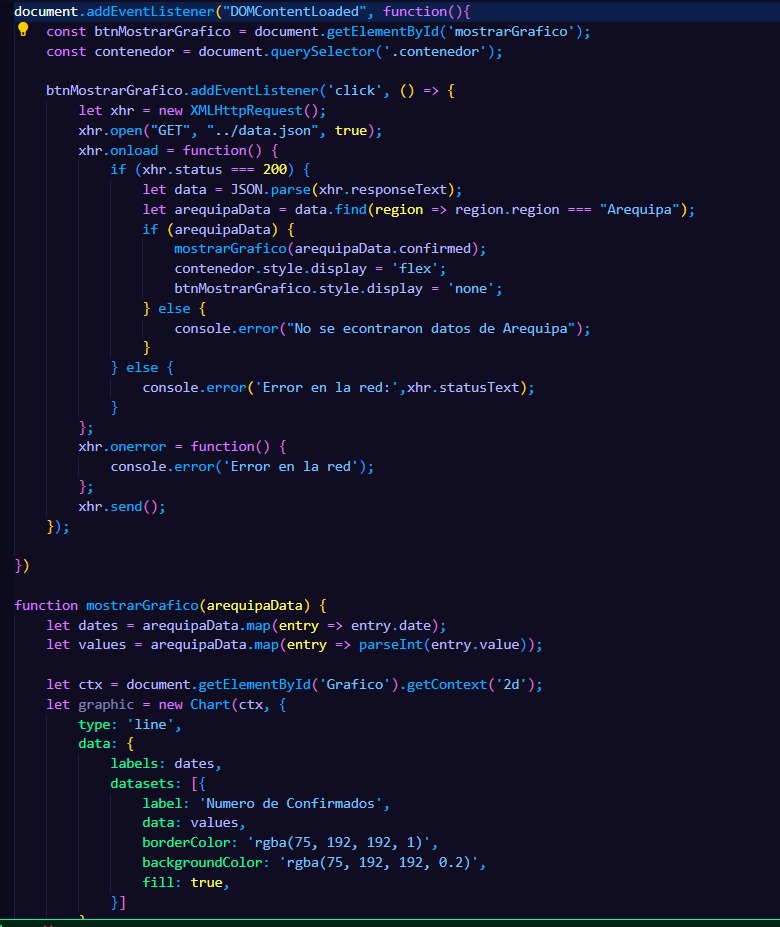 document.addEventListener("DOMContentLoaded", function(){
    const btnMostrarGrafico = document.getElementById('mostrarGrafico');
    const contenedor = document.querySelector('.contenedor');

    btnMostrarGrafico.addEventListener('click', () => {
        let xhr = new XMLHttpRequest();
        xhr.open("GET", "../data.json", true);
        xhr.onload = function() {
            if (xhr.status === 200) {
                let data = JSON.parse(xhr.responseText);
                let arequipaData = data.find(region => region.region === "Arequipa");
                if (arequipaData) {
                    mostrarGrafico(arequipaData.confirmed);
                    contenedor.style.display = 'flex';
                    btnMostrarGrafico.style.display = 'none';
                } else {
                    console.error("No se econtraron datos de Arequipa");
                }
            } else {
                console.error('Error en la red:',xhr.statusText);
            }
        };
        xhr.onerror = function() {
            console.error('Error en la red');
        };
        xhr.send();
    });

})

function mostrarGrafico(arequipaData) {
    let dates = arequipaData.map(entry => entry.date);
    let values = arequipaData.map(entry => parseInt(entry.value));

    let ctx = document.getElementById('Grafico').getContext('2d');
    let graphic = new Chart(ctx, {
        type: 'line',
        data: {
            labels: dates,
            datasets: [{
                label: 'Numero de Confirmados',
                data: values,
                borderColor: 'rgba(75, 192, 192, 1)',
                backgroundColor: 'rgba(75, 192, 192, 0.2)',
                fill: true,
            }]